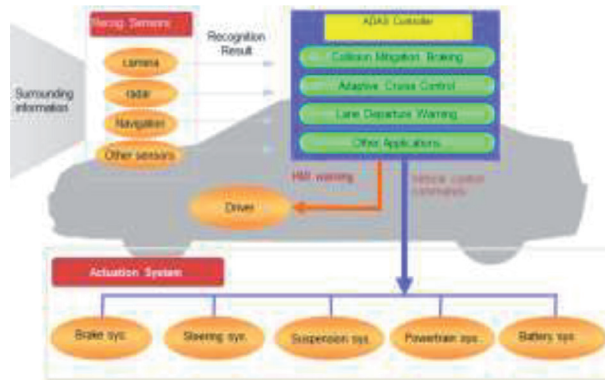 Recog. Sensors
ADAS Controller
Recognition
Result
Surrounding
information
camera
radar
Navigation
Other sensors
Collision Mitigation Braking
Adaptive Cruise Control
Lane Departure Warning
Other Applications
HMI warning
Vehicle control
commands
Driver
Actuation System
Brake sys.
Steering sys.
Suspension sys.
Powertrain sys.
Battery sys.